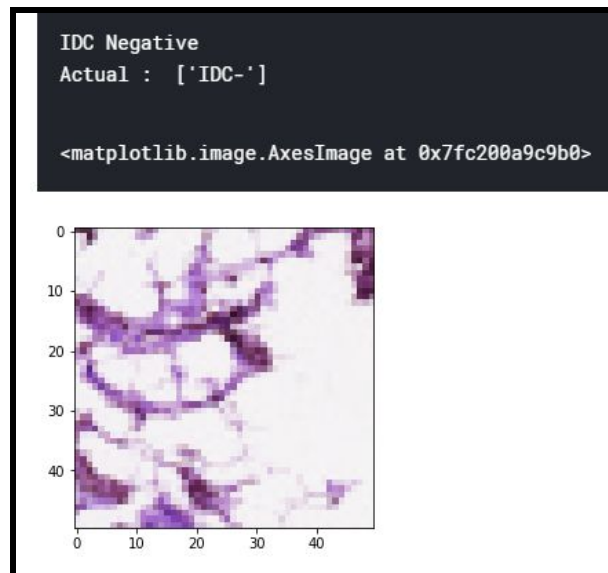 IDC Negative
Actual :  ['IDC-']
<matplotlib.image.AxesImage at 0x7fc200a9c9b0>
0
10
20
30
40
0 10 20 30 40